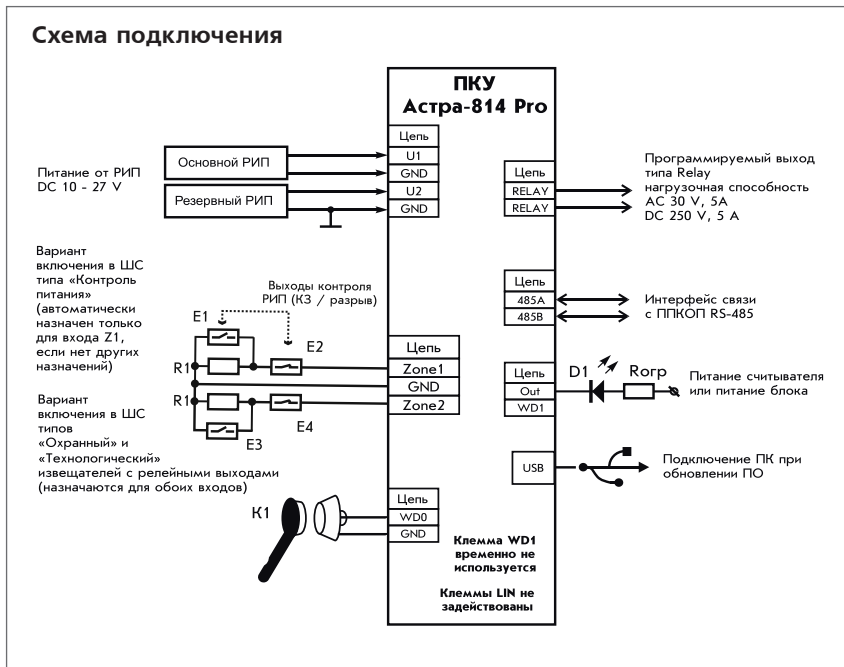 Схема подключения
ПКУ
Астра-814 Pro
Цепь
U1
GND
U2
GND
Основной РИП
Резервный РИП
Питание от РИП
DC 10 - 27 V
Цепь
RELAY
RELAY
Программируемый выход
типа Relay
нагрузочная способность
AC 30 V, 5A
DC 250 V, 5 A
Вариант
включения в ШС
типа «Контроль
питания»
(автоматически
назначен только
для входа Z1,
если нет других
назначений)
Выходы контроля
РИП (КЗ / разрыв)
E1
E2
R1
R1
E3
E4
Цепь
Zone1
GND
Zone2
Цепь
485A
485B
Интерфейс связи
с ППКОП RS-485
Цепь
Out
WD1
D1
Rогр
Питание считывателя
или питание блока
Вариант
включения в ШС
типов
«Охранный» и
«Технологический»
извещателей с релейными выходами
(назначаются для обоих входов)
USB
Подключение ПК при
обновлении ПО
К1
Цепь
WD0
GND
Клемма WD1
временно не
используется
Клеммы LIN не
задействованы